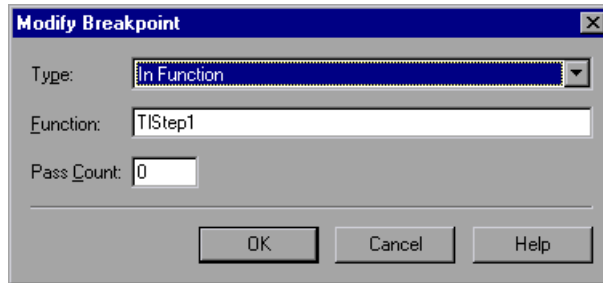 Modify Breakpoint
Type: In Function
Function: TIStep1
Pass Count: 0
OK Cancel Help